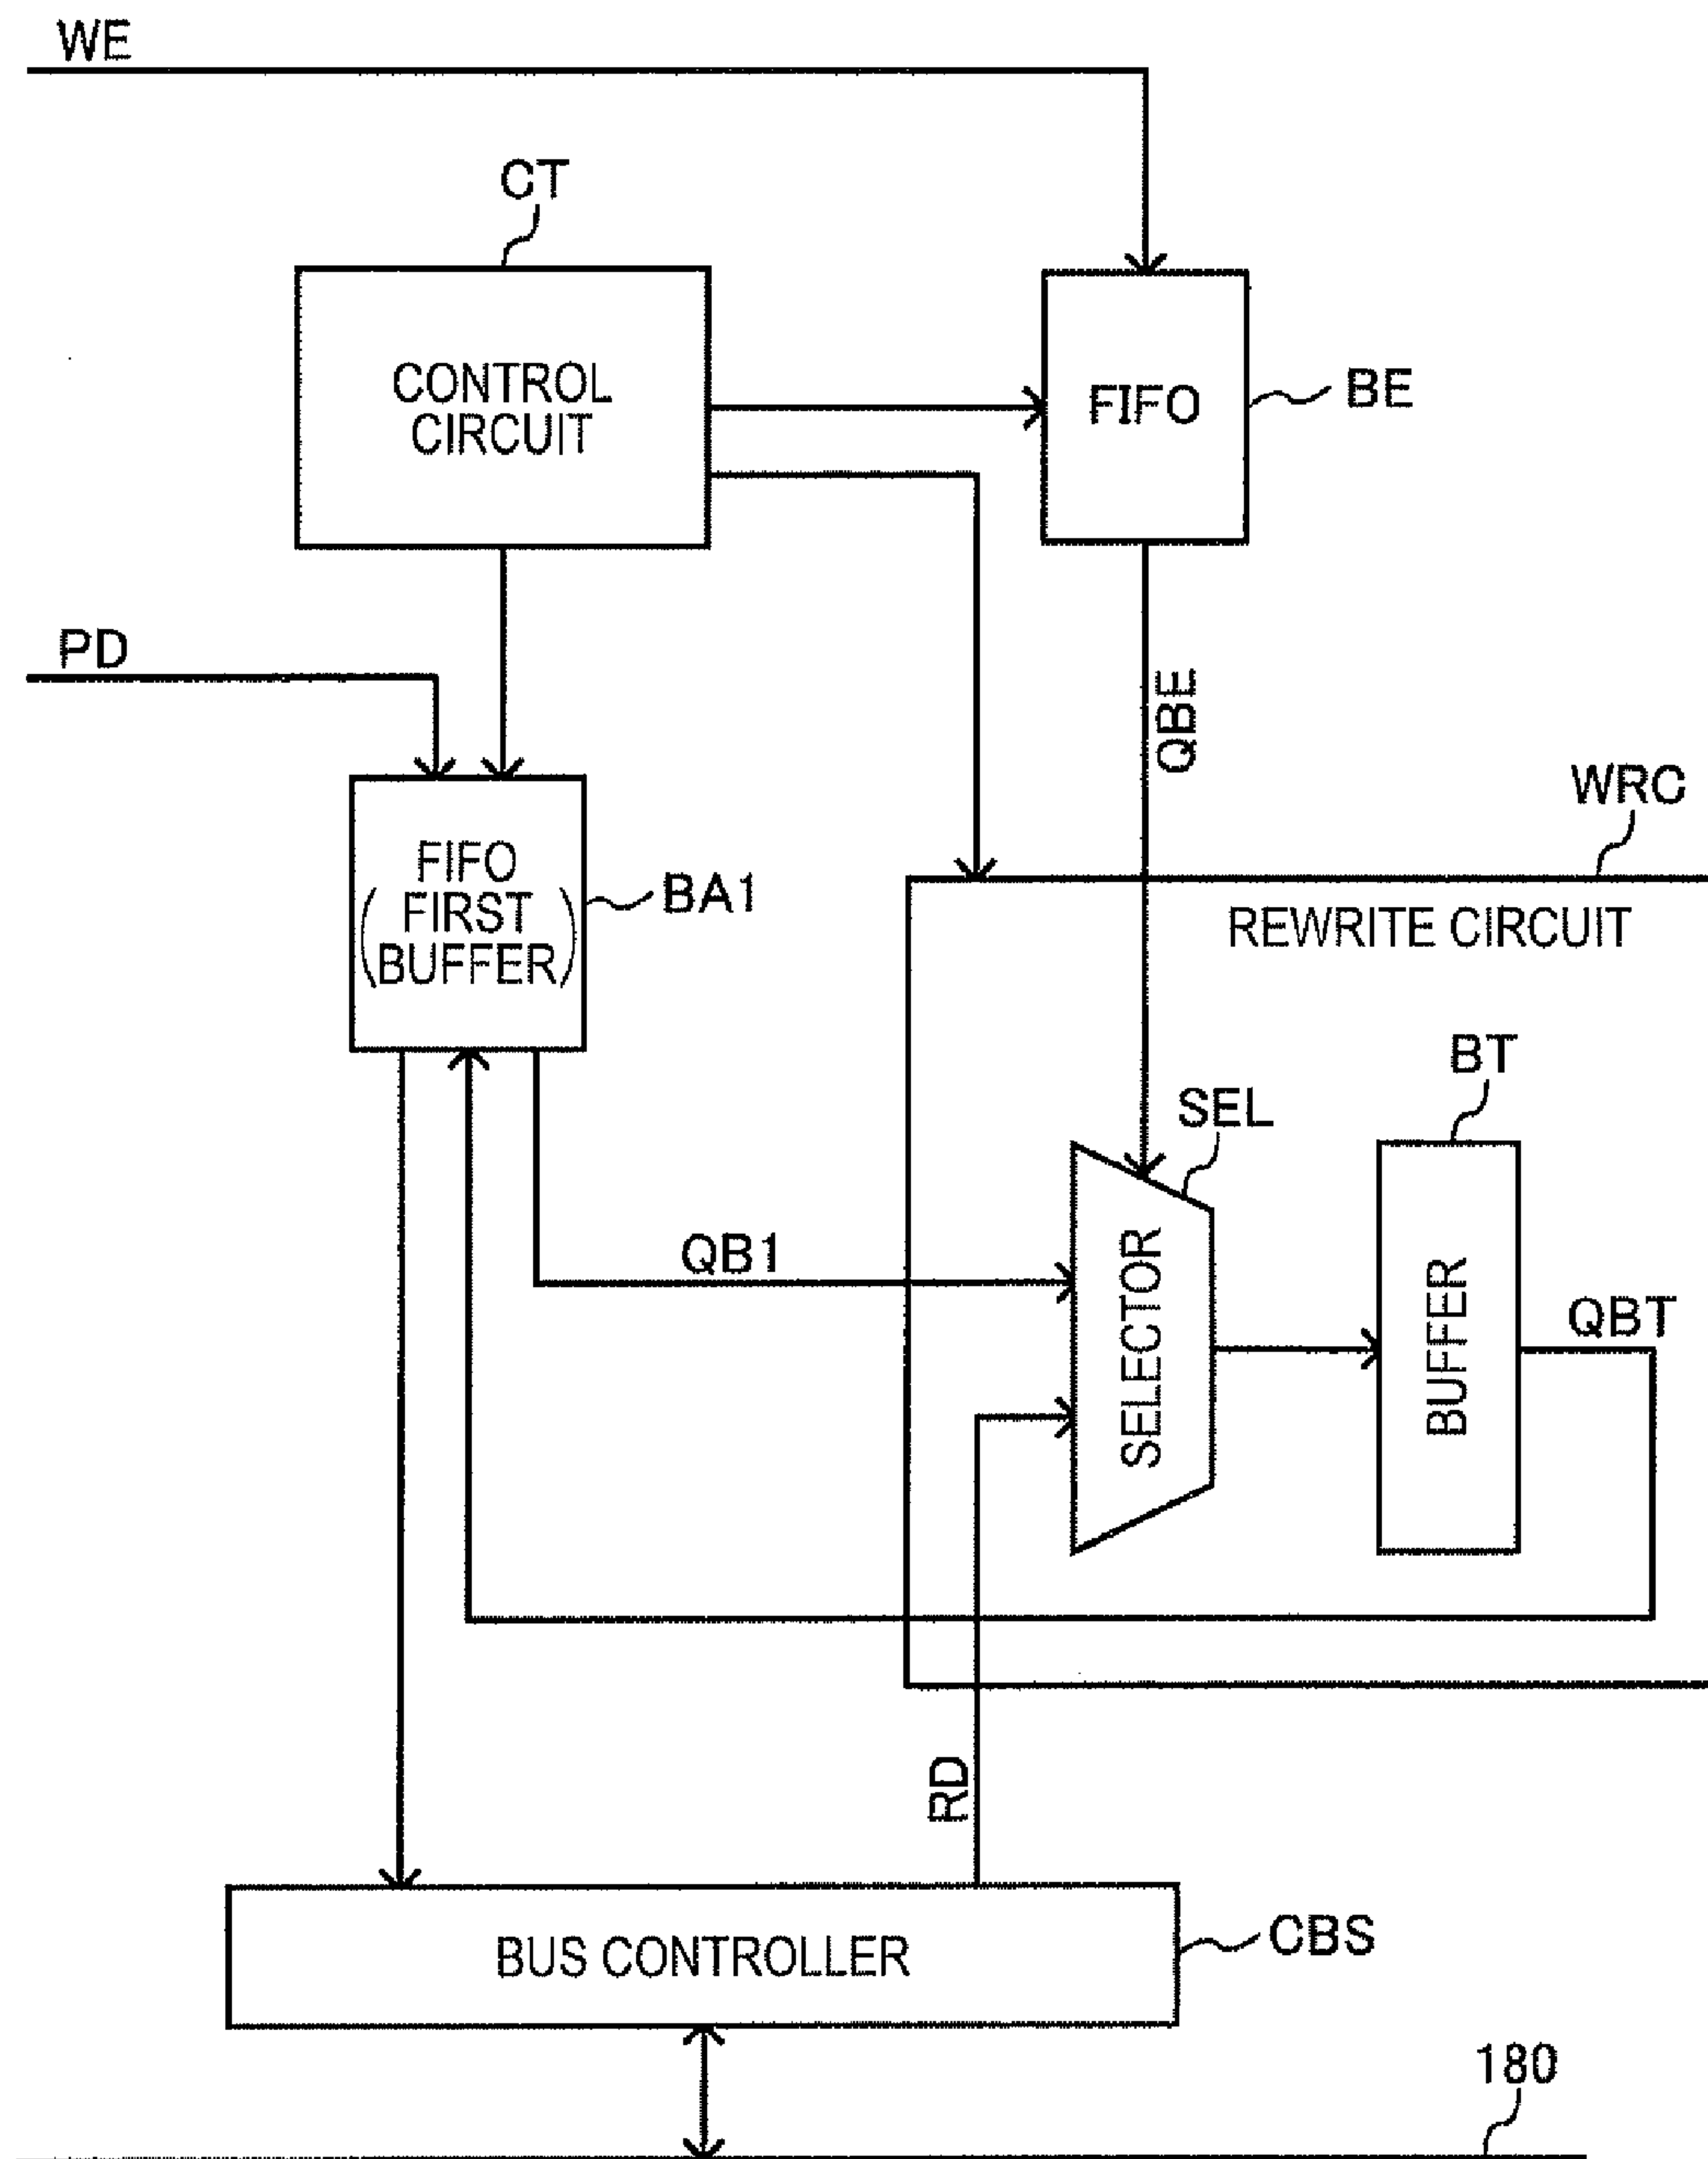 WE
CT
CONTROL
CIRCUIT
FIFO
BE
PD
QBE
WRC
FIFO
(FIRST
BUFFER)
BA1
REWRITE CIRCUIT
BT
SEL
QB1
SELECTOR
BUFFER
QBT
RD
BUS CONTROLLER
CBS
180